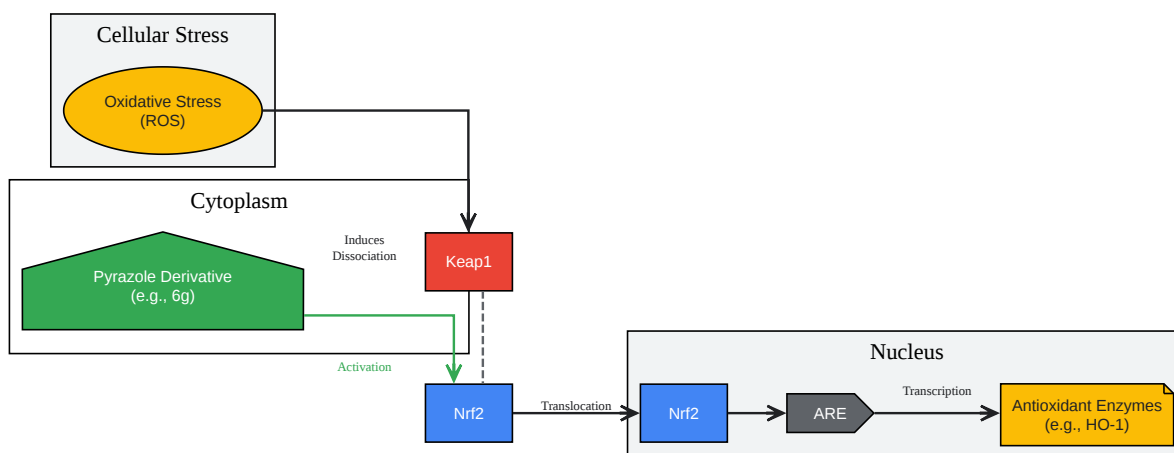 Cellular Stress
Oxidative Stress
(ROS)
Cytoplasm
Induces
Dissociation
Keap1
Pyrazole Derivative
(e.g., 6g)
Activation
Nucleus
Nrf2
Translocation
Nrf2
ARE
Transcription
Antioxidant Enzymes
(e.g., HO-1)